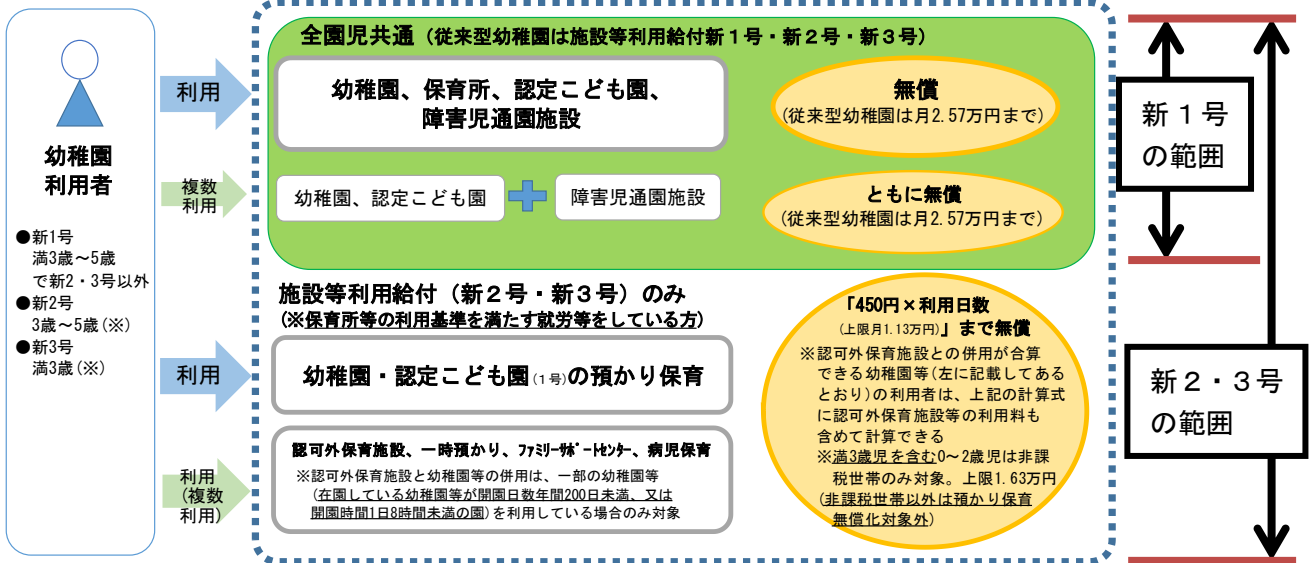 幼稚園
利用者
●新1号
満3歳～5歳
で新2・3号以外
●新2号
3歳～5歳(※)
●新3号
満3歳(※)
利用
複数
利用
利用
利用
(複数
利用)
全園児共通（従来型幼稚園は施設等利用給付新１号・新２号・新３号）
幼稚園、保育所、認定こども園、
障害児通園施設
無償
(従来型幼稚園は月2.57万円まで)
幼稚園、認定こども園
障害児通園施設
ともに無償
(従来型幼稚園は月2.57万円まで)
施設等利用給付（新２号・新３号）のみ
(※保育所等の利用基準を満たす就労等をしている方)
幼稚園・認定こども園(１号)の預かり保育
認可外保育施設、一時預かり、ﾌｧﾐﾘｰｻﾎﾟｰﾄｾﾝﾀｰ、病児保育
※認可外保育施設と幼稚園等の併用は、一部の幼稚園等
(在園している幼稚園等が開園日数年間200日未満、又は
開園時間1日8時間未満の園)を利用している場合のみ対象
「450円×利用日数
(上限月1.13万円)」まで無償
※認可外保育施設との併用が合算
できる幼稚園等(左に記載してある
とおり)の利用者は、上記の計算式
に認可外保育施設等の利用料も
含めて計算できる
※満3歳児を含む0～2歳児は非課
税世帯のみ対象。上限1.63万円
(非課税世帯以外は預かり保育
無償化対象外)
新１号
の範囲
新２・３号
の範囲